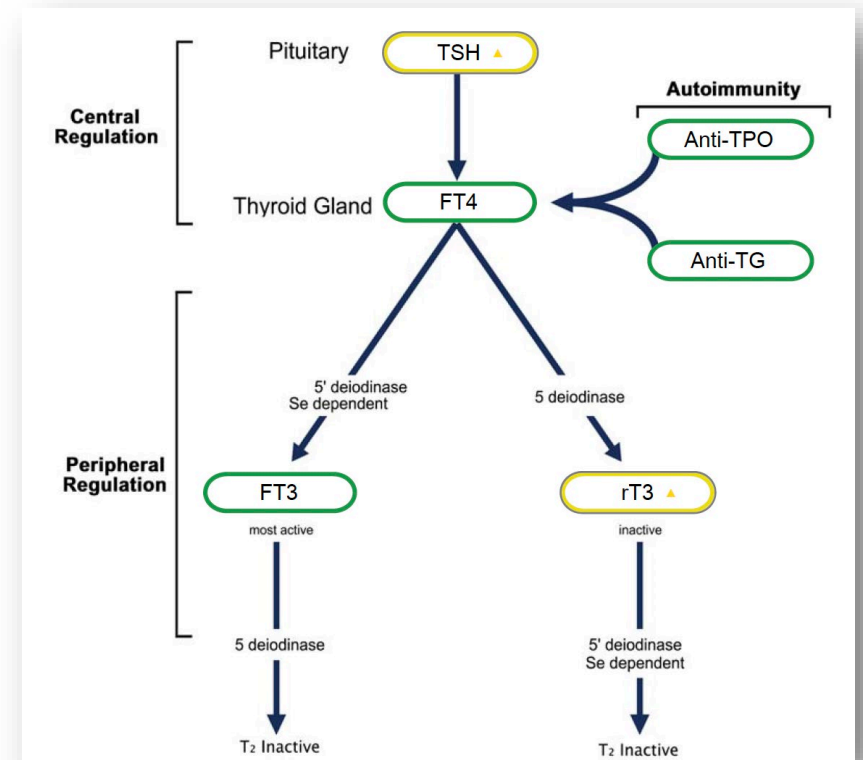 Pituitary
TSH ▲
Central
Regulation
Autoimmunity
Anti-TPO
Thyroid Gland
FT4
Anti-TG
5' deiodinase
Se dependent
5 deiodinase
Peripheral
Regulation
FT3
rT3 ▲
most active
inactive
5 deiodinase
5' deiodinase
Se dependent
T₂ Inactive
T₂ Inactive